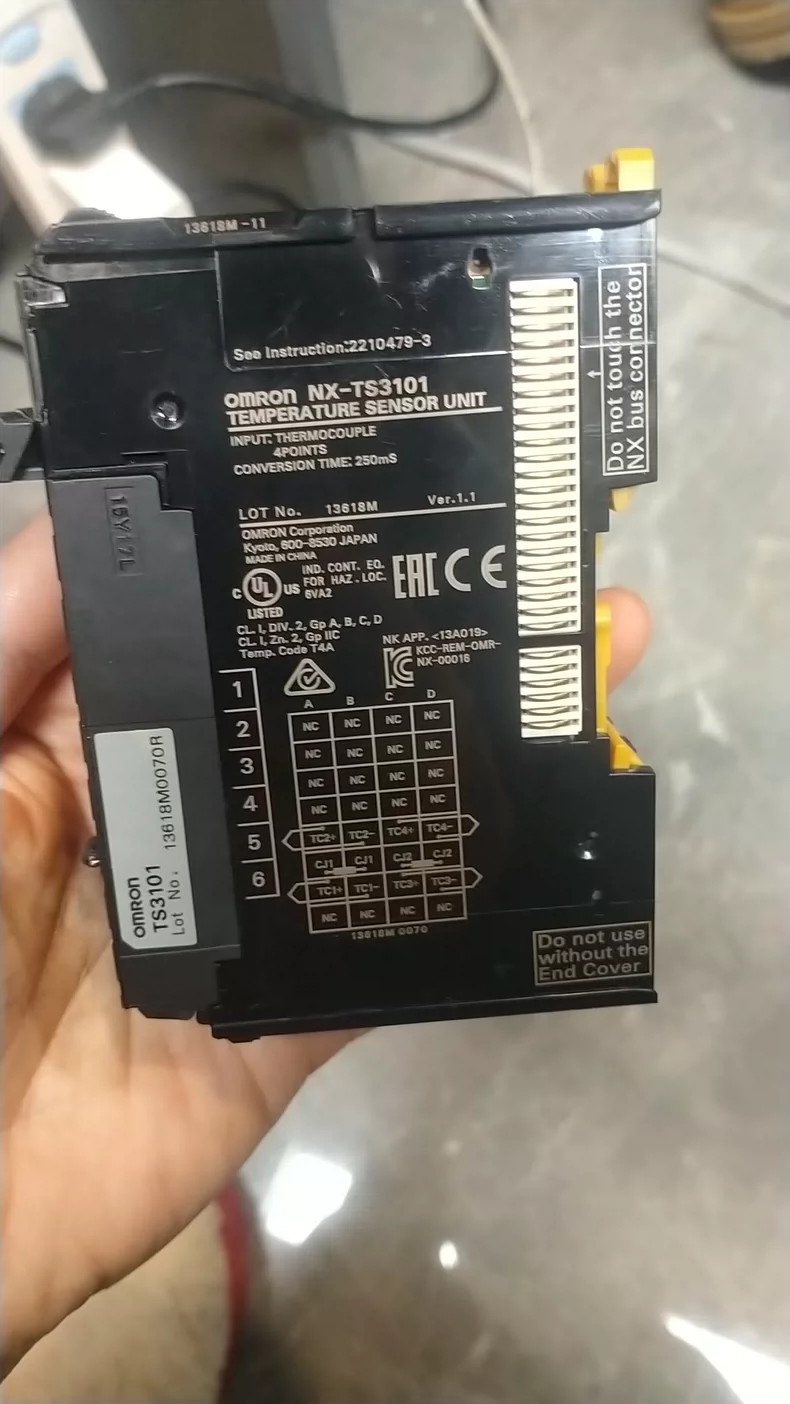 13618M-11
See Instruction:2210479-3
OMRON NX-TS3101
TEMPERATURE SENSOR UNIT
INPUT: THERMOCOUPLE
4POINTS
CONVERSION TIME: 250mS
LOT No. 13618M Ver.1.1
OMRON Corporation
Kyoto, 600-8530 JAPAN
MADE IN CHINA
C UL US LISTED
IND. CONT. EQ.
FOR HAZ. LOC.
6VA2
EAC CE
CL. I, DIV. 2, Gp A, B, C, D
CL. I, Zn. 2, Gp IIC
Temp. Code T4A
NK APP. <13A019>
KCC-REM-OMR-
NX-00016
1
2
3
4
5
6
A B C D
NC NC NC NC
NC NC NC NC
NC NC NC NC
NC NC NC NC
TC2+ TC2- TC4+ TC4-
CJ1 CJ1 CJ2 CJ2
TC1+ TC1- TC3+ TC3-
NC NC NC NC
13618M 0070
Do not touch the
NX bus connector
Do not use
without the
End Cover
15Y17L
OMRON
TS3101
Lot No. 13618M0070R